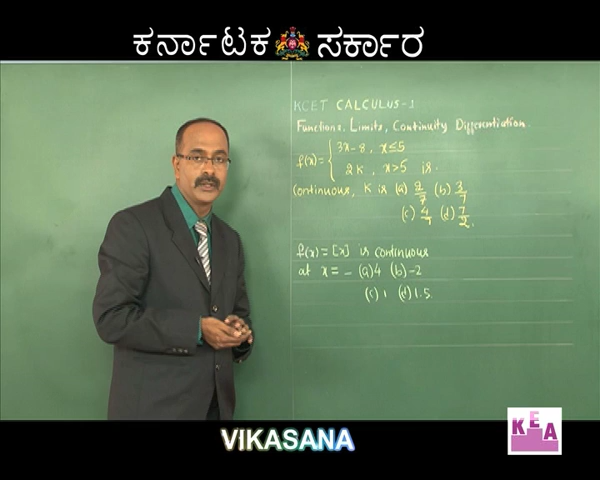 ಕರ್ನಾಟಕ ಸರ್ಕಾರ
KCET CALCULUS-1
Functions, Limits, Continuity Differentiation.
f(x) = { 3x - 8, x ≤ 5
2K, x > 5 is
Continuous, K is (a) 2/7 (b) 3/7
(c) 4/7 (d) 7/2.
f(x) = [x] is continuous
at x = - (a) 4 (b) -2
(c) 1 (d) 1.5.
VIKASANA
KEA